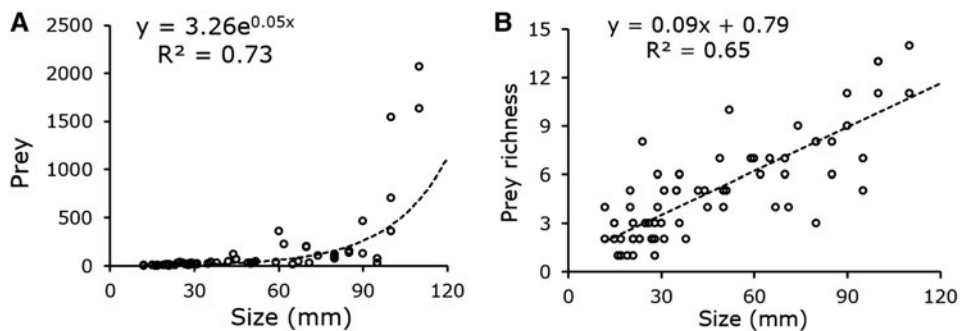 A
y = 3.26e^0.05x
R² = 0.73
Prey
2500
2000
1500
1000
500
0
0 30 60 90 120
Size (mm)
B
y = 0.09x + 0.79
R² = 0.65
Prey richness
15
12
9
6
3
0
0 30 60 90 120
Size (mm)